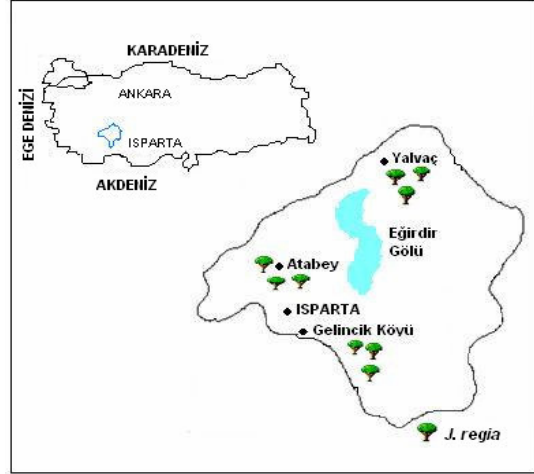 KARADENİZ
EGE DENİZİ
ANKARA
ISPARTA
AKDENİZ
Yalvaç
Eğirdir
Gölü
Atabey
ISPARTA
Gelincik Köyü
J. regia